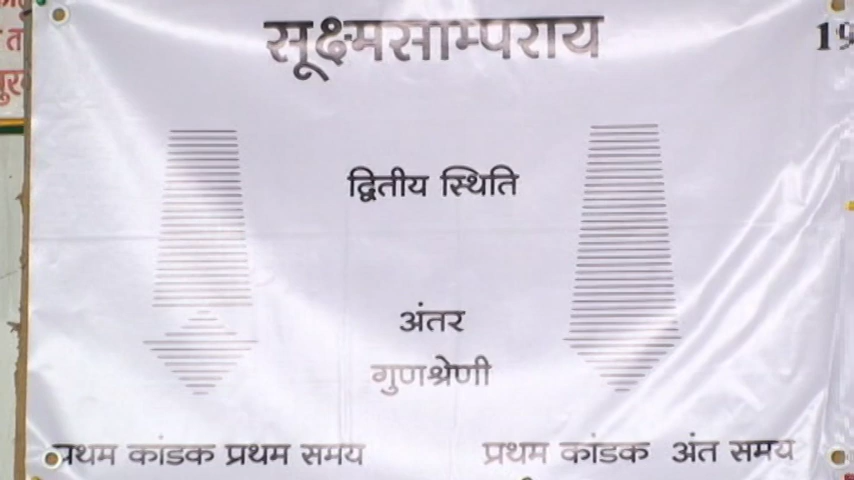 सूक्ष्मसाम्पराय
द्वितीय स्थिति
अंतर
गुणश्रेणी
प्रथम कांडक प्रथम समय
प्रथम कांडक अंत समय